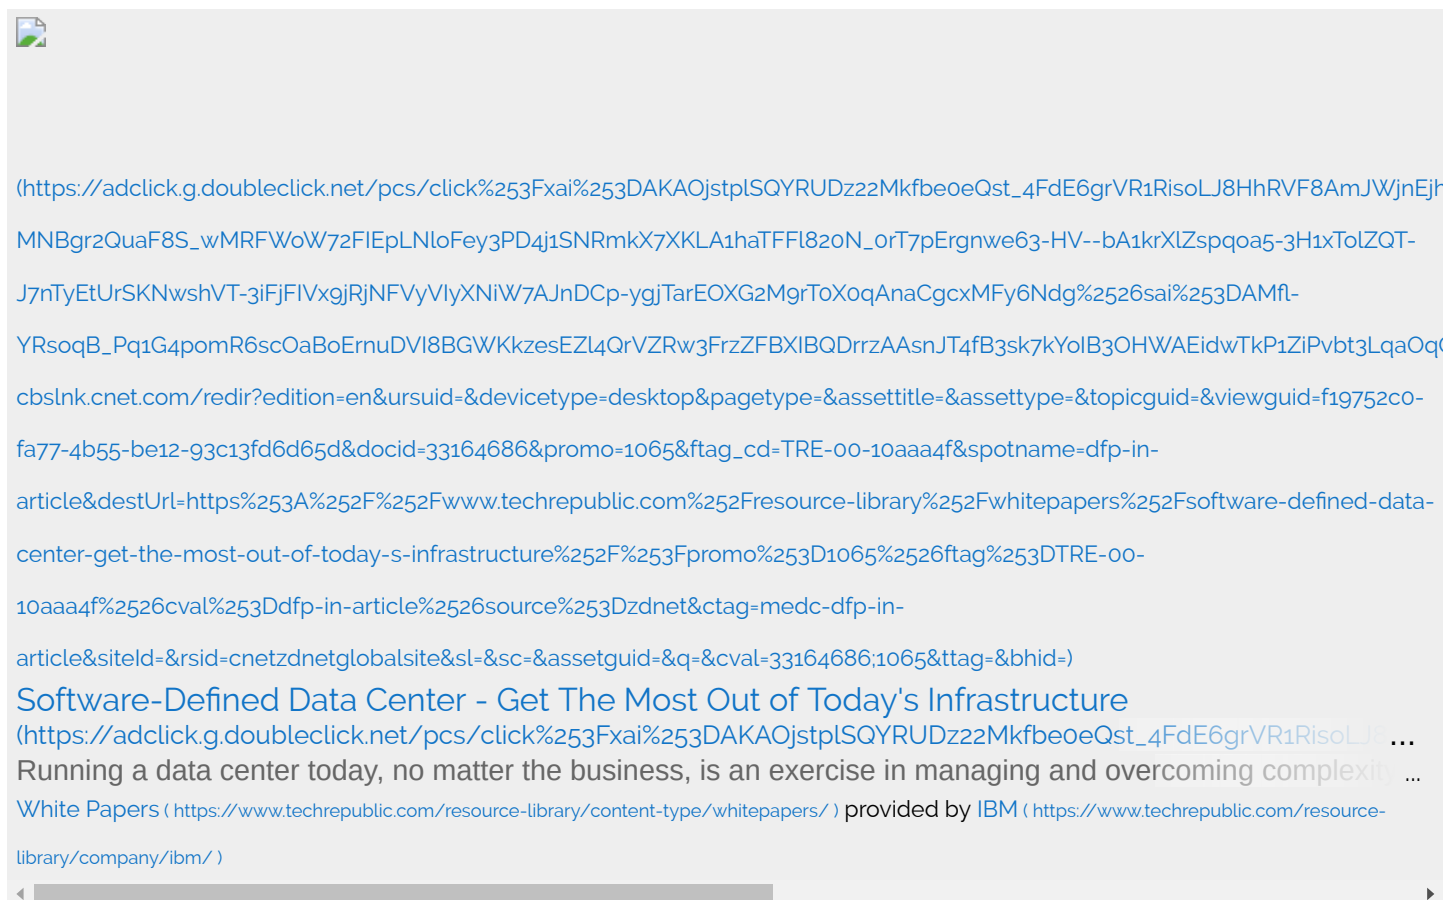 (https://adclick.g.doubleclick.net/pcs/click%253Fxai%253DAKAOjstplSQYRUDz22Mkfbe0eQst_4FdE6grVR1RisoLJ8HhRVF8AmJWjnEjh
MNBgr2QuaF8S_wMRFWoW72FIEpLNloFey3PD4j1SNRmkX7XKLA1haTFFl820N_0rT7pErgnwe63-HV--bA1krXlZspqoa5-3H1xTolZQT-
J7nTyEtUrSKNwshVT-3iFjFIVx9jRjNFVyVIyXNiW7AJnDCp-ygjTarEOXG2M9rT0X0qAnaCgcxMFy6Ndg%2526sai%253DAMfl-
YRsoqB_Pq1G4pomR6scOaBoErnuDVI8BGWKkzesEZl4QrVZRw3FrzZFBXIBQDrrzAAsnJT4fB3sk7kYoIB3OHWAEidwTkP1ZiPvbt3LqaOq
cbslnk.cnet.com/redir?edition=en&ursuid=&devicetype=desktop&pagetype=&assettitle=&assettype=&topicguid=&viewguid=f19752c0-
fa77-4b55-be12-93c13fd6d65d&docid=33164686&promo=1065&ftag_cd=TRE-00-10aaa4f&spotname=dfp-in-
article&destUrl=https%253A%252F%252Fwww.techrepublic.com%252Fresource-library%252Fwhitepapers%252Fsoftware-defined-data-
center-get-the-most-out-of-today-s-infrastructure%252F%253Fpromo%253D1065%2526ftag%253DTRE-00-
10aaa4f%2526cval%253Ddfp-in-article%2526source%253Dzdnet&ctag=medc-dfp-in-
article&siteId=&rsid=cnetzdnetglobalsite&sl=&sc=&assetguid=&q=&cval=33164686;1065&ttag=&bhid=)
Software-Defined Data Center - Get The Most Out of Today's Infrastructure
(https://adclick.g.doubleclick.net/pcs/click%253Fxai%253DAKAOjstplSQYRUDz22Mkfbe0eQst_4FdE6grVR1RisoLJ8...
Running a data center today, no matter the business, is an exercise in managing and overcoming complexity ...
White Papers ( https://www.techrepublic.com/resource-library/content-type/whitepapers/ ) provided by IBM ( https://www.techrepublic.com/resource-
library/company/ibm/ )